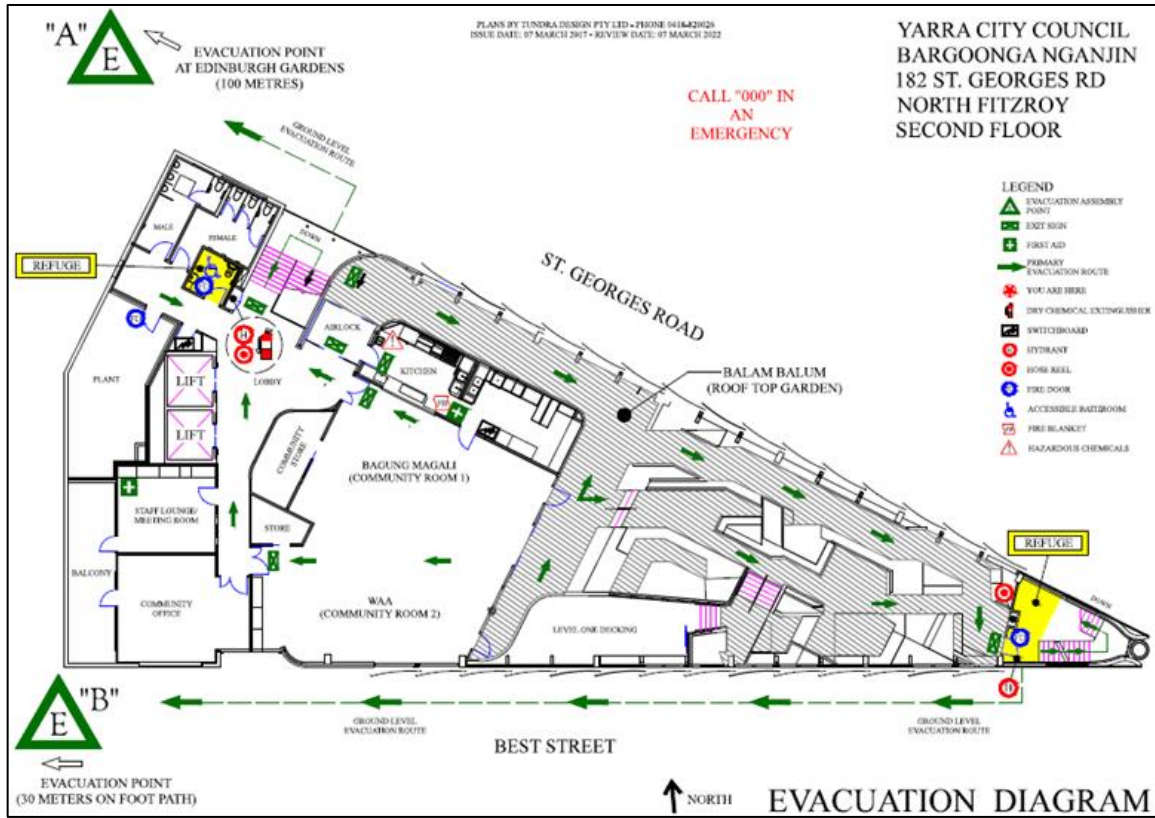 "A"
E
EVACUATION POINT
AT EDINBURGH GARDENS
(100 METRES)
PLANS BY TUNDRA DESIGN PTY LTD - PHONE
ISSUE DATE: 07 MARCH 2017 • REVIEW DATE: 07 MARCH 2022
CALL "000" IN
AN
EMERGENCY
YARRA CITY COUNCIL
BARGOONGA NGANJIN
182 ST. GEORGES RD
NORTH FITZROY
SECOND FLOOR
GROUND LEVEL
EVACUATION ROUTE
LEGEND
EVACUATION ASSEMBLY
POINT
EXIT SIGN
FIRST AID
PRIMARY
EVACUATION ROUTE
YOU ARE HERE
DRY CHEMICAL EXTINGUISHER
SWITCHBOARD
HYDRANT
HOSE REEL
FIRE DOOR
ACCESSIBLE BATHROOM
FIRE BLANKET
HAZARDOUS CHEMICALS
MALE
FEMALE
DOWN
REFUGE
ST. GEORGES ROAD
AIRLOCK
KITCHEN
BALAM BALUM
(ROOF TOP GARDEN)
PLANT
LIFT
LIFT
LOBBY
COMMUNITY
STORE
BAGUNG MAGALI
(COMMUNITY ROOM 1)
STAFF LOUNGE/
MEETING ROOM
STORE
REFUGE
DOWN
BALCONY
COMMUNITY
OFFICE
WAA
(COMMUNITY ROOM 2)
LEVEL ONE DECKING
"B"
E
EVACUATION POINT
(30 METERS ON FOOT PATH)
GROUND LEVEL
EVACUATION ROUTE
GROUND LEVEL
EVACUATION ROUTE
BEST STREET
NORTH
EVACUATION DIAGRAM